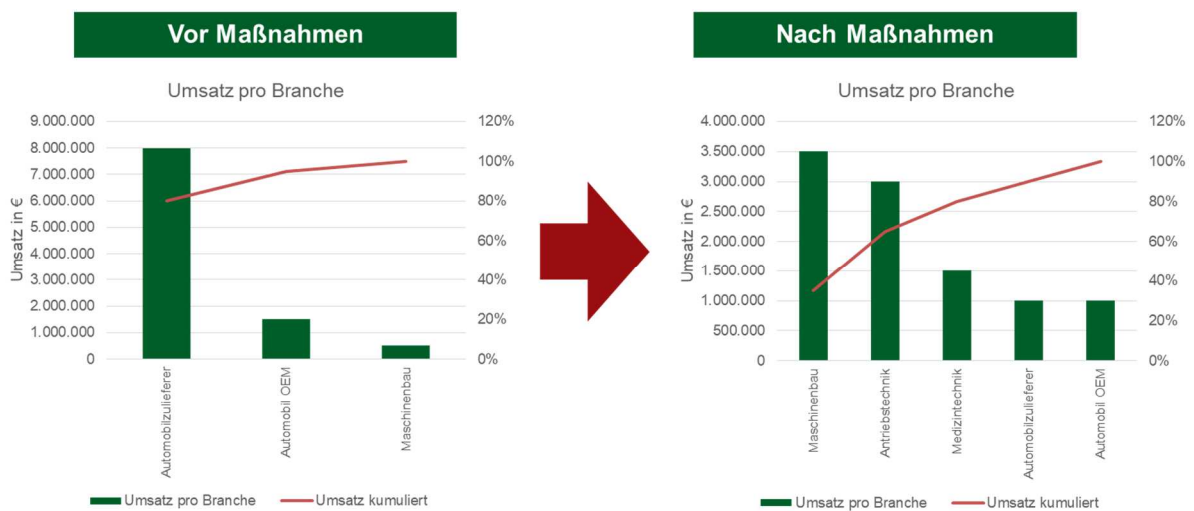 Vor Maßnahmen
Umsatz pro Branche
Umsatz in €
9.000.000
8.000.000
7.000.000
6.000.000
5.000.000
4.000.000
3.000.000
2.000.000
1.000.000
0
120%
100%
80%
60%
40%
20%
0%
Automobilzulieferer
Automobil OEM
Maschinenbau
Umsatz pro Branche
Umsatz kumuliert
Nach Maßnahmen
Umsatz pro Branche
Umsatz in €
4.000.000
3.500.000
3.000.000
2.500.000
2.000.000
1.500.000
1.000.000
500.000
0
120%
100%
80%
60%
40%
20%
0%
Maschinenbau
Antriebstechnik
Medizintechnik
Automobilzulieferer
Automobil OEM
Umsatz pro Branche
Umsatz kumuliert